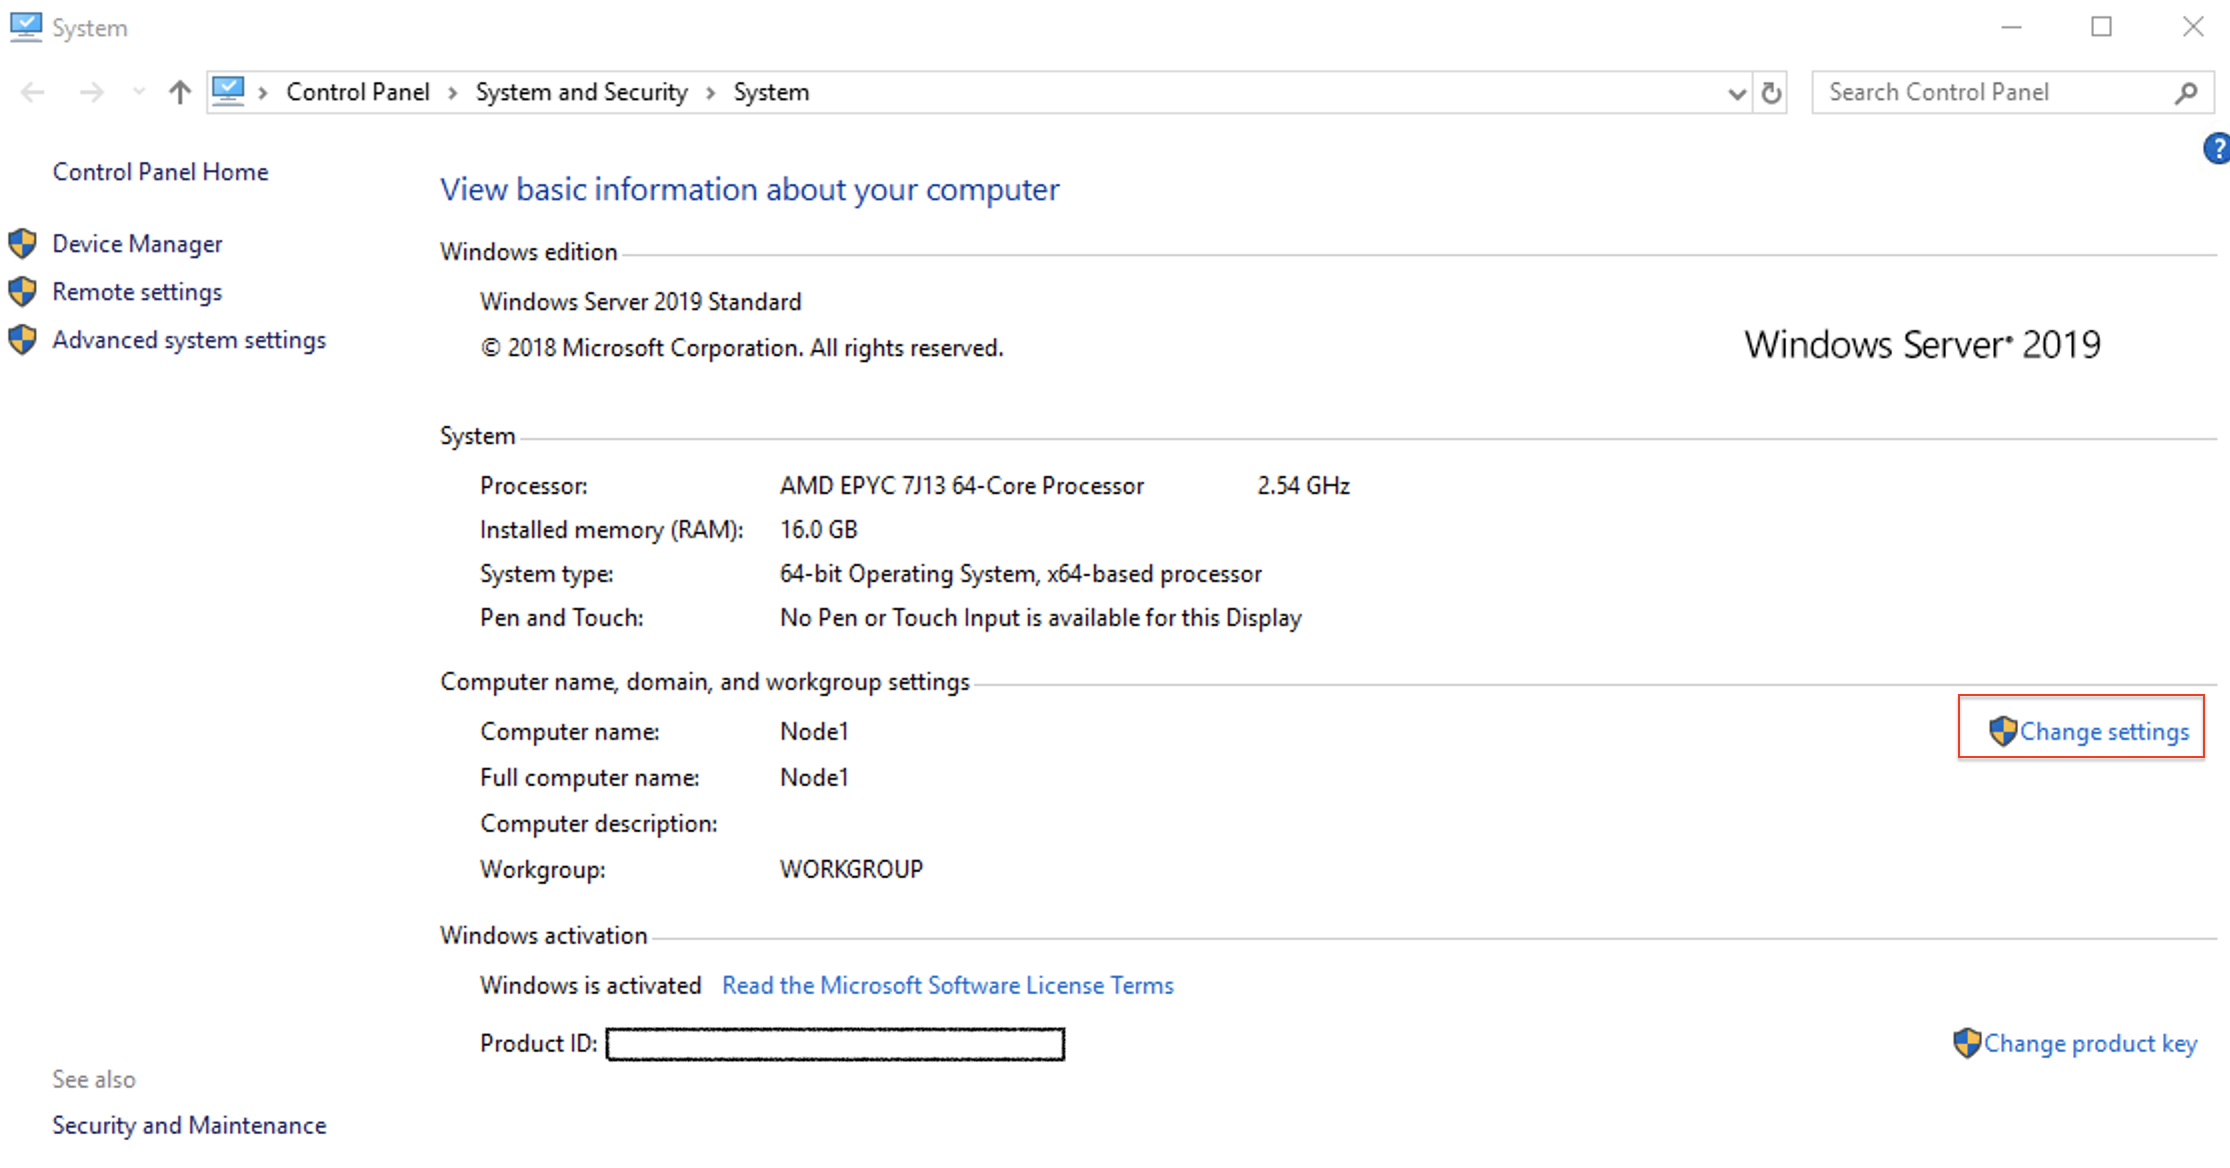 System
Control Panel System and Security System
Search Control Panel
?
Control Panel Home
Device Manager
Remote settings
Advanced system settings
View basic information about your computer
Windows edition
Windows Server 2019 Standard
© 2018 Microsoft Corporation. All rights reserved.
Windows Server® 2019
System
Processor: AMD EPYC 7J13 64-Core Processor 2.54 GHz
Installed memory (RAM): 16.0 GB
System type: 64-bit Operating System, x64-based processor
Pen and Touch: No Pen or Touch Input is available for this Display
Computer name, domain, and workgroup settings
Computer name: Node1
Change settings
Full computer name: Node1
Computer description:
Workgroup: WORKGROUP
Windows activation
Windows is activated Read the Microsoft Software License Terms
Product ID:
Change product key
See also
Security and Maintenance